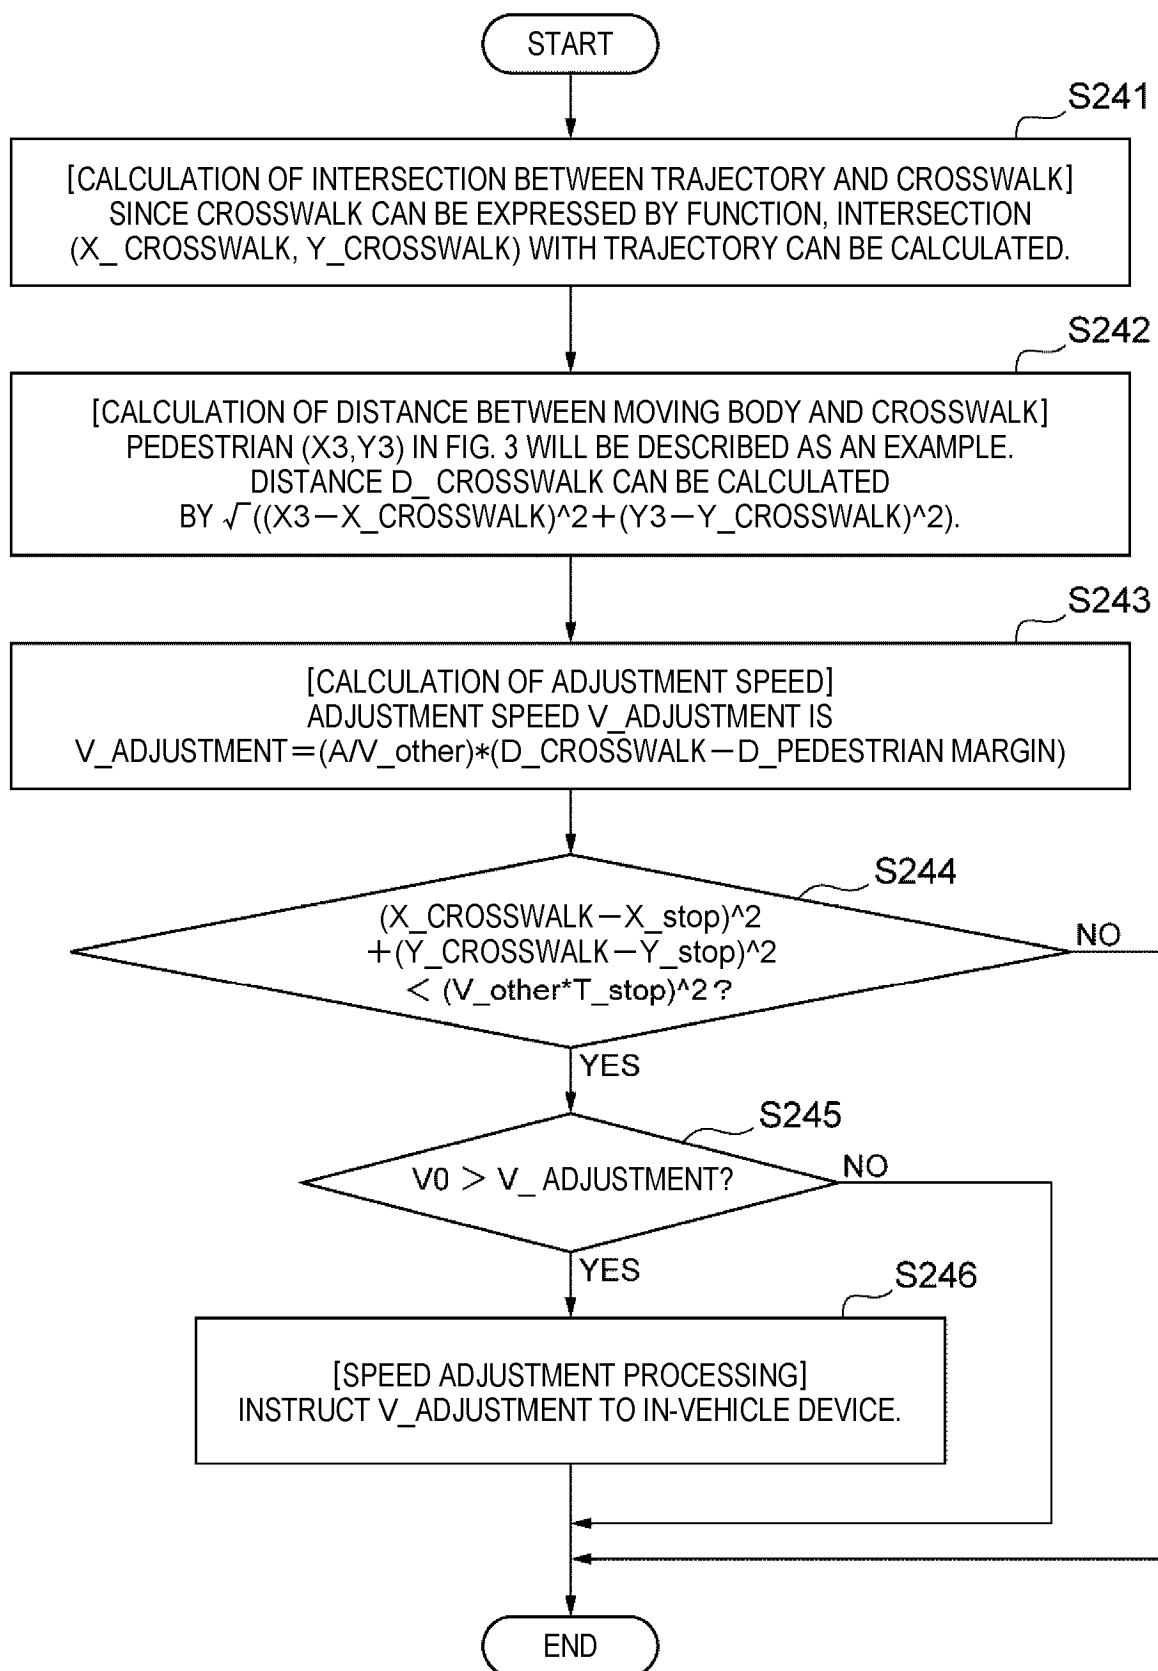 START
S241
[CALCULATION OF INTERSECTION BETWEEN TRAJECTORY AND CROSSWALK]
SINCE CROSSWALK CAN BE EXPRESSED BY FUNCTION, INTERSECTION
(X_ CROSSWALK, Y_CROSSWALK) WITH TRAJECTORY CAN BE CALCULATED.
S242
[CALCULATION OF DISTANCE BETWEEN MOVING BODY AND CROSSWALK]
PEDESTRIAN (X3,Y3) IN FIG. 3 WILL BE DESCRIBED AS AN EXAMPLE.
DISTANCE D_ CROSSWALK CAN BE CALCULATED
BY √((X3−X_CROSSWALK)^2+(Y3−Y_CROSSWALK)^2).
S243
[CALCULATION OF ADJUSTMENT SPEED]
ADJUSTMENT SPEED V_ADJUSTMENT IS
V_ADJUSTMENT=(A/V_other)*(D_CROSSWALK−D_PEDESTRIAN MARGIN)
S244
(X_CROSSWALK−X_stop)^2
+(Y_CROSSWALK−Y_stop)^2
< (V_other*T_stop)^2?
NO
YES
S245
V0 > V_ ADJUSTMENT?
NO
YES
S246
[SPEED ADJUSTMENT PROCESSING]
INSTRUCT V_ADJUSTMENT TO IN-VEHICLE DEVICE.
END